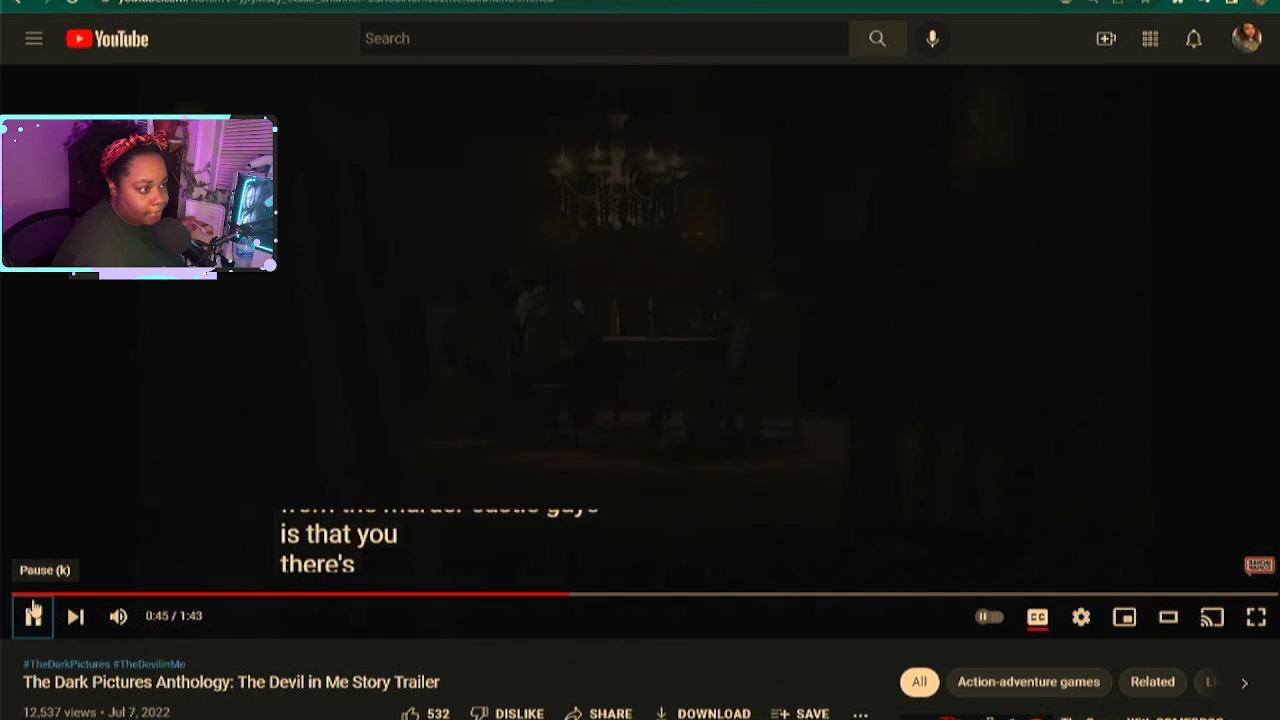 YouTube
Search
is that you
there's
Pause (k)
0:45 / 1:43
CC
#TheDarkPictures #TheDevilinMe
The Dark Pictures Anthology: The Devil in Me Story Trailer
All
Action-adventure games
Related
12,537 views • Jul 7, 2022
532
DISLIKE
SHARE
DOWNLOAD
SAVE